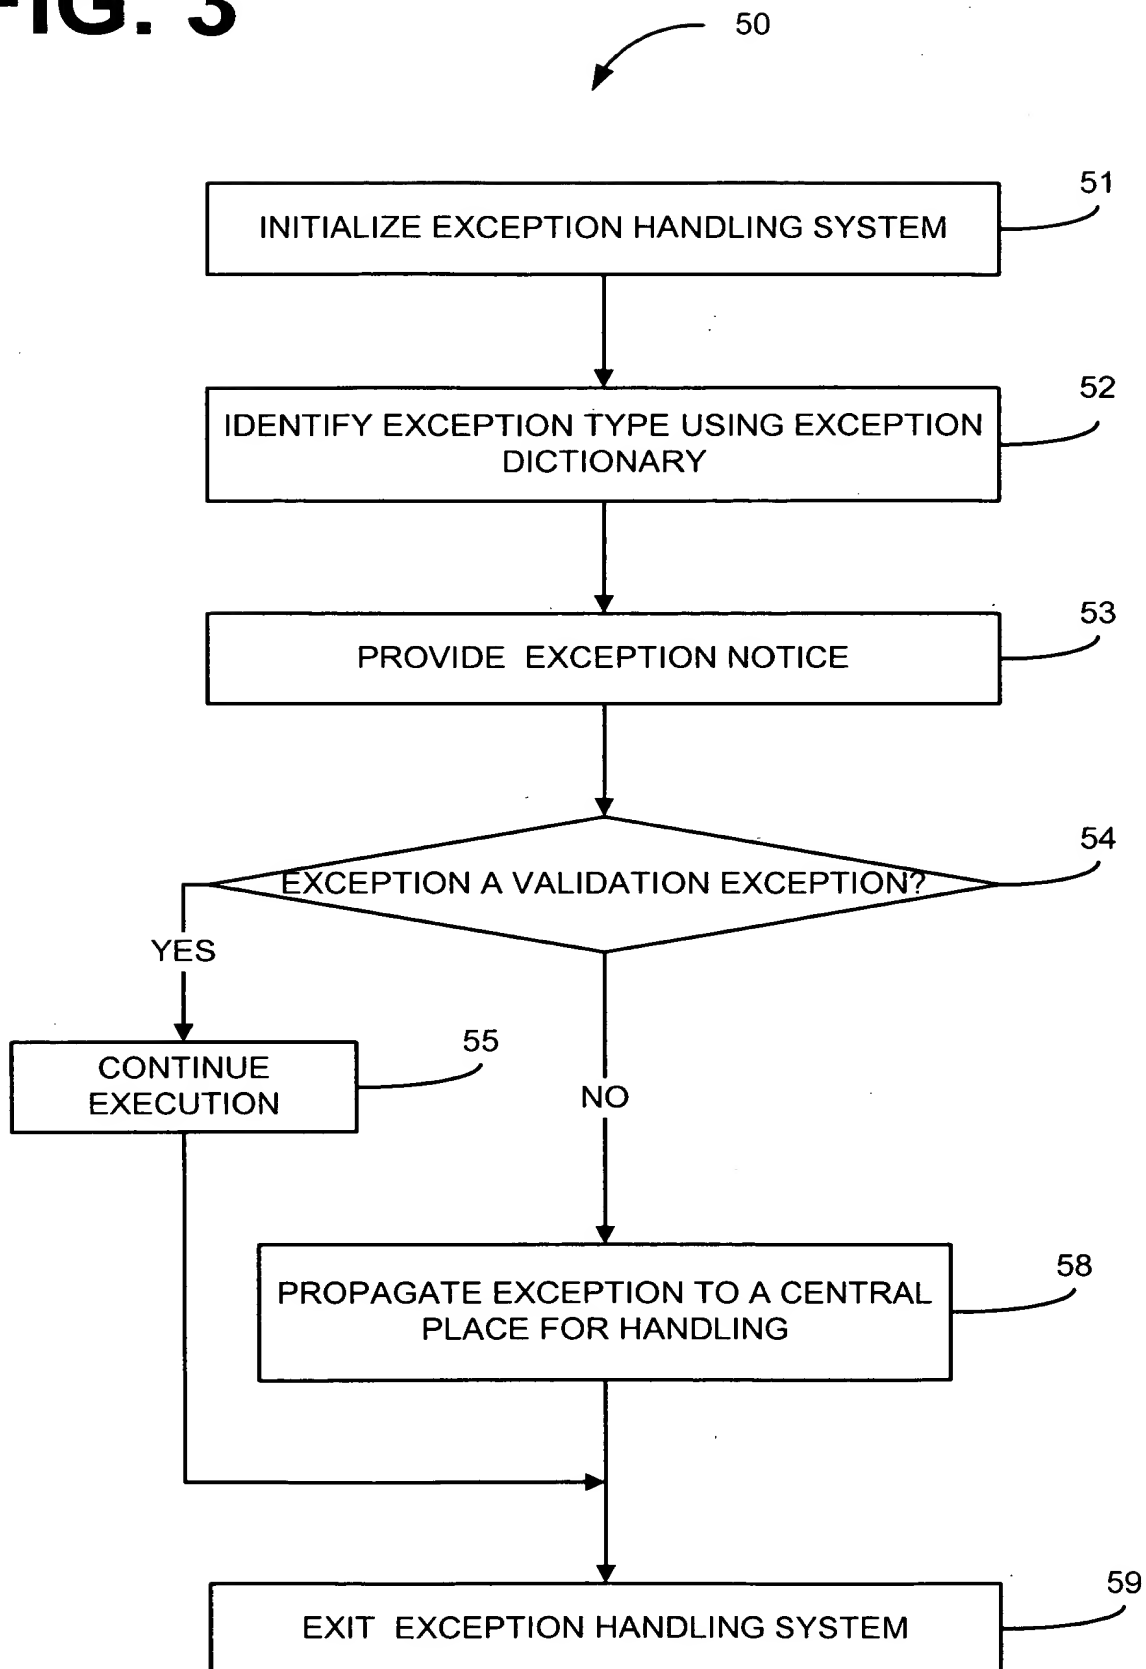 FIG. 3
50
INITIALIZE EXCEPTION HANDLING SYSTEM
51
IDENTIFY EXCEPTION TYPE USING EXCEPTION
DICTIONARY
52
PROVIDE EXCEPTION NOTICE
53
EXCEPTION A VALIDATION EXCEPTION?
54
YES
CONTINUE
EXECUTION
55
NO
PROPAGATE EXCEPTION TO A CENTRAL
PLACE FOR HANDLING
58
EXIT EXCEPTION HANDLING SYSTEM
59